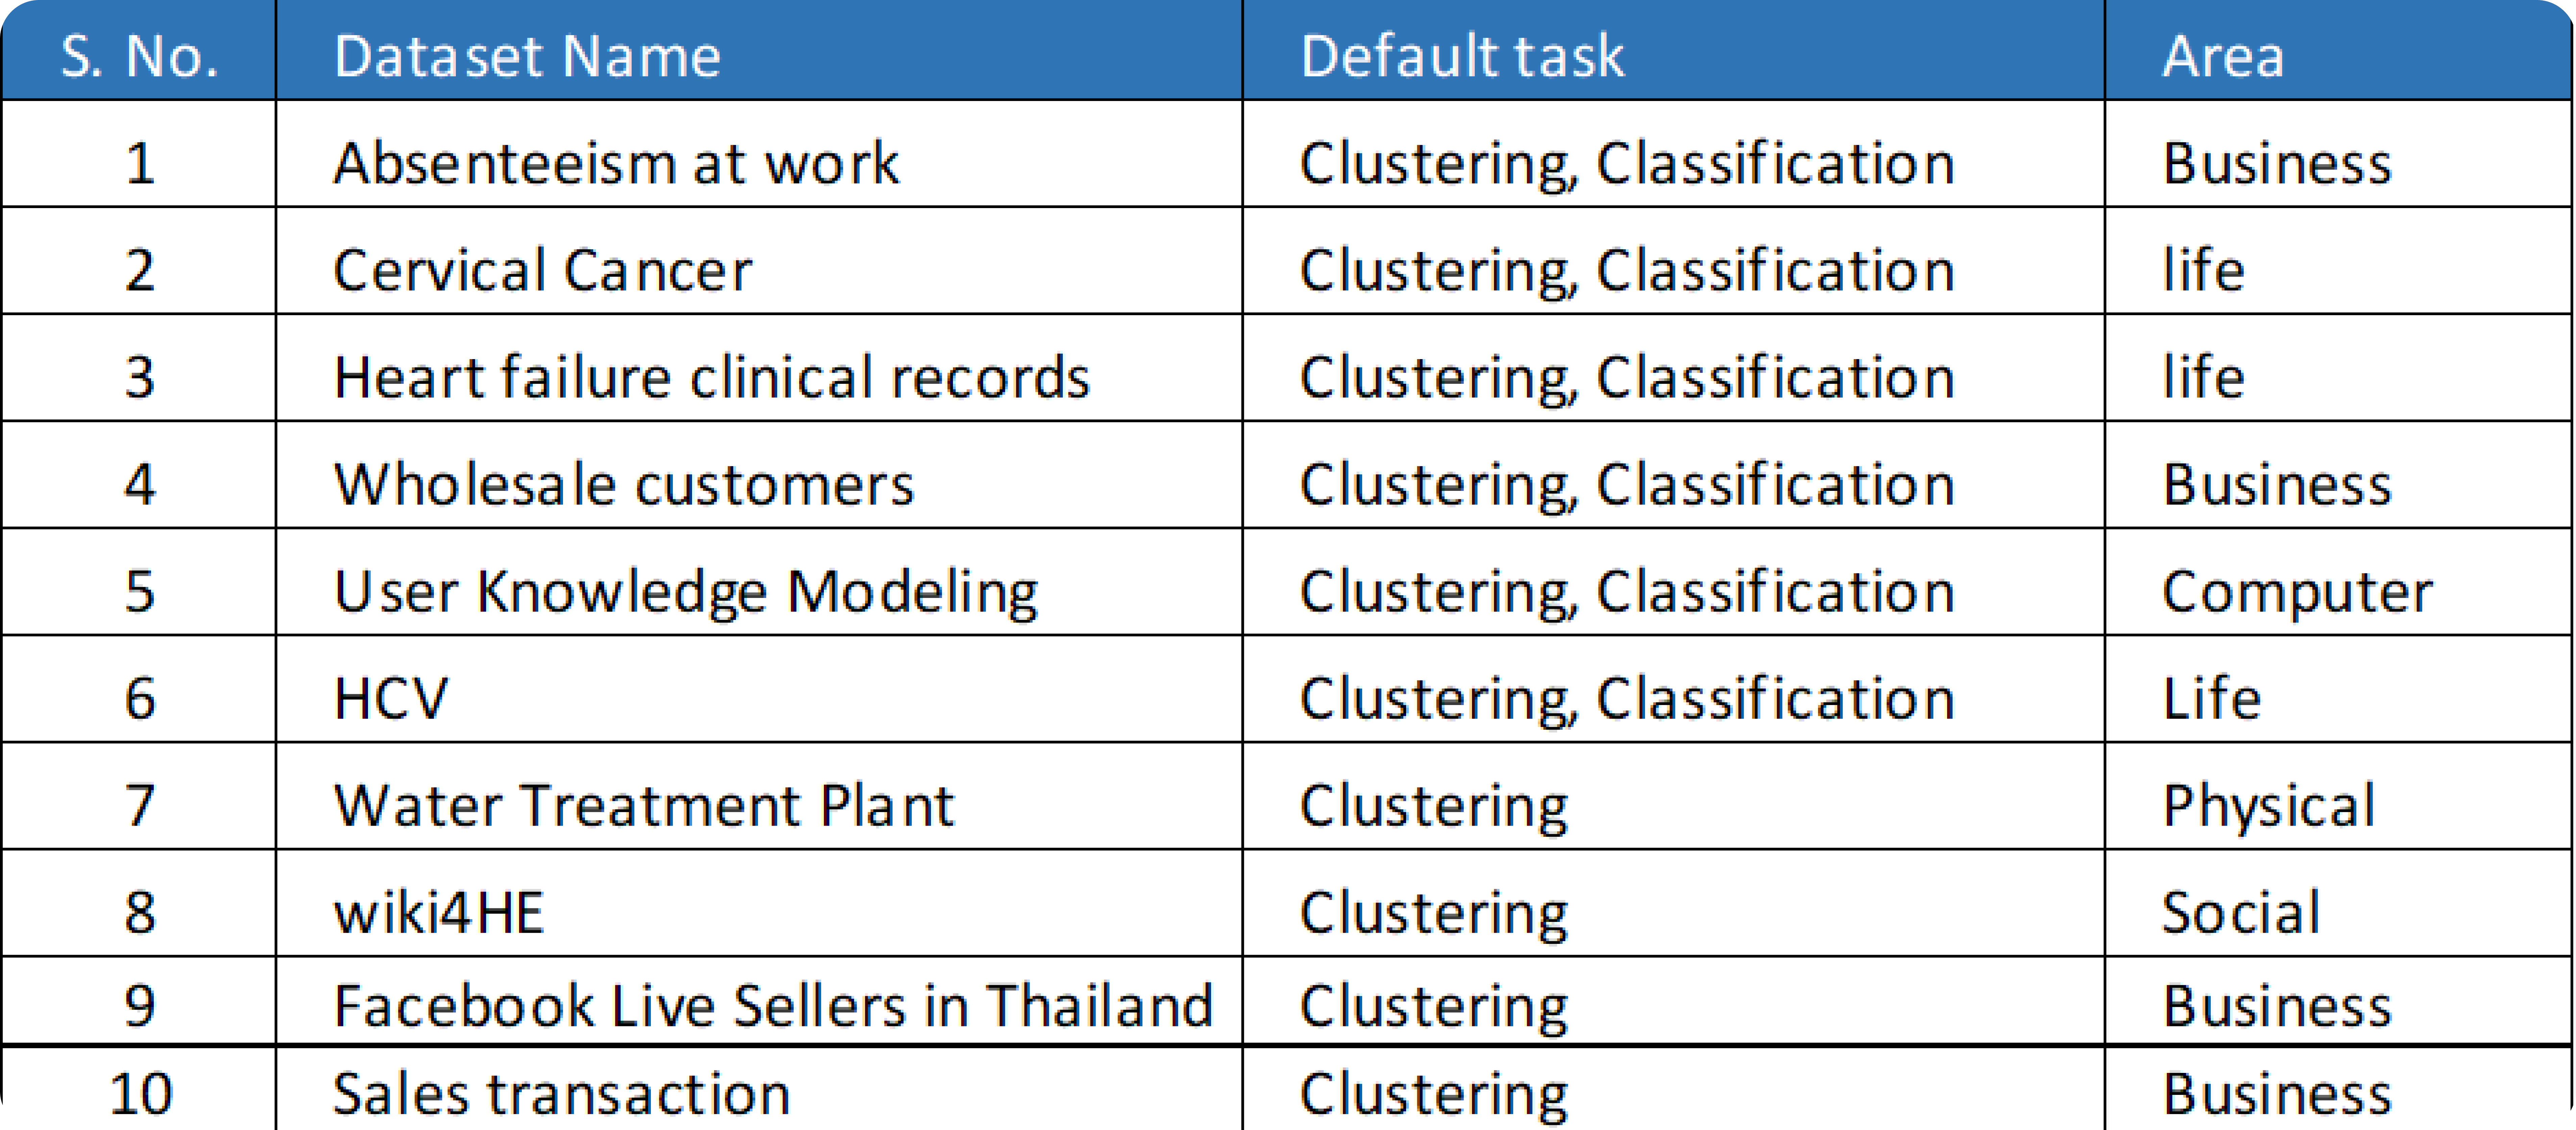 S. No. Dataset Name Default task Area
1 Absenteeism at work Clustering, Classification Business
2 Cervical Cancer Clustering, Classification life
3 Heart failure clinical records Clustering, Classification life
4 Wholesale customers Clustering, Classification Business
5 User Knowledge Modeling Clustering, Classification Computer
6 HCV Clustering, Classification Life
7 Water Treatment Plant Clustering Physical
8 wiki4HE Clustering Social
9 Facebook Live Sellers in Thailand Clustering Business
10 Sales transaction Clustering Business